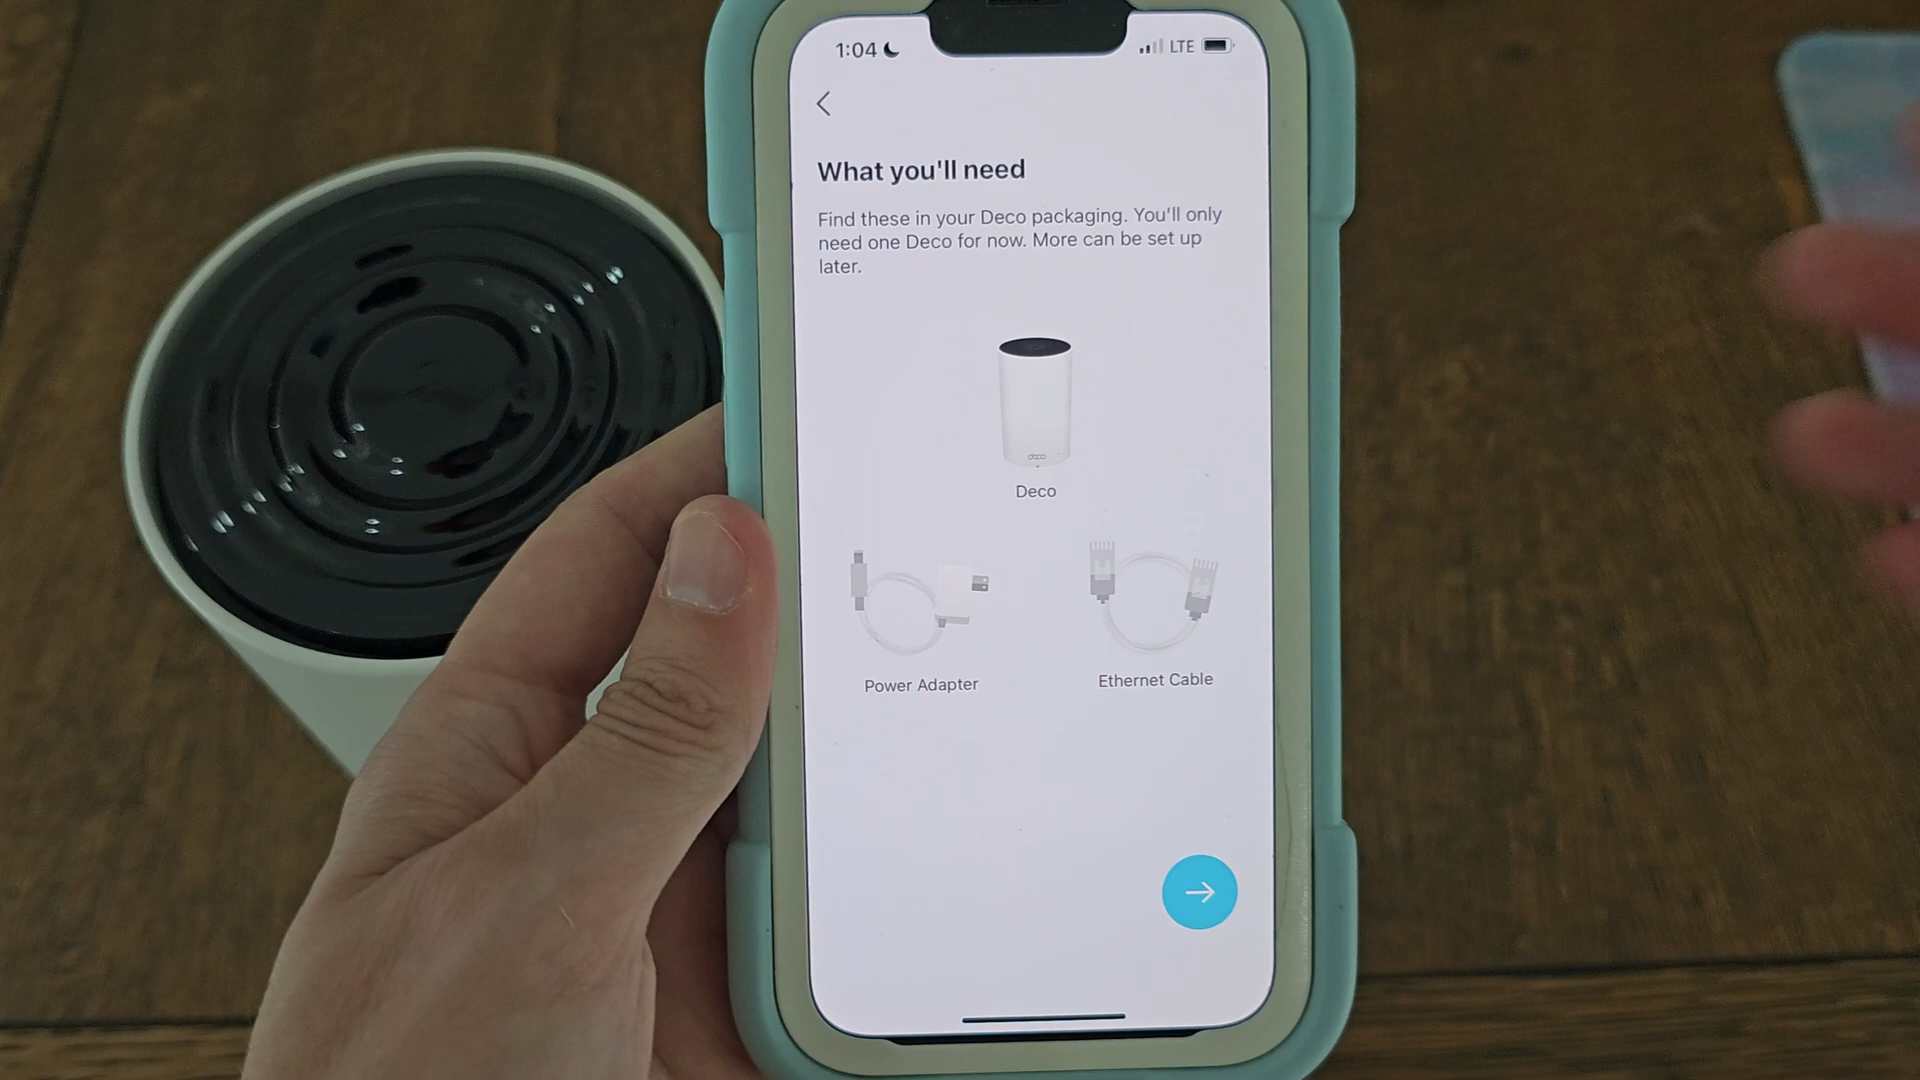 1:04
LTE
What you'll need
Find these in your Deco packaging. You'll only
need one Deco for now. More can be set up
later.
deco
Deco
Power Adapter
Ethernet Cable